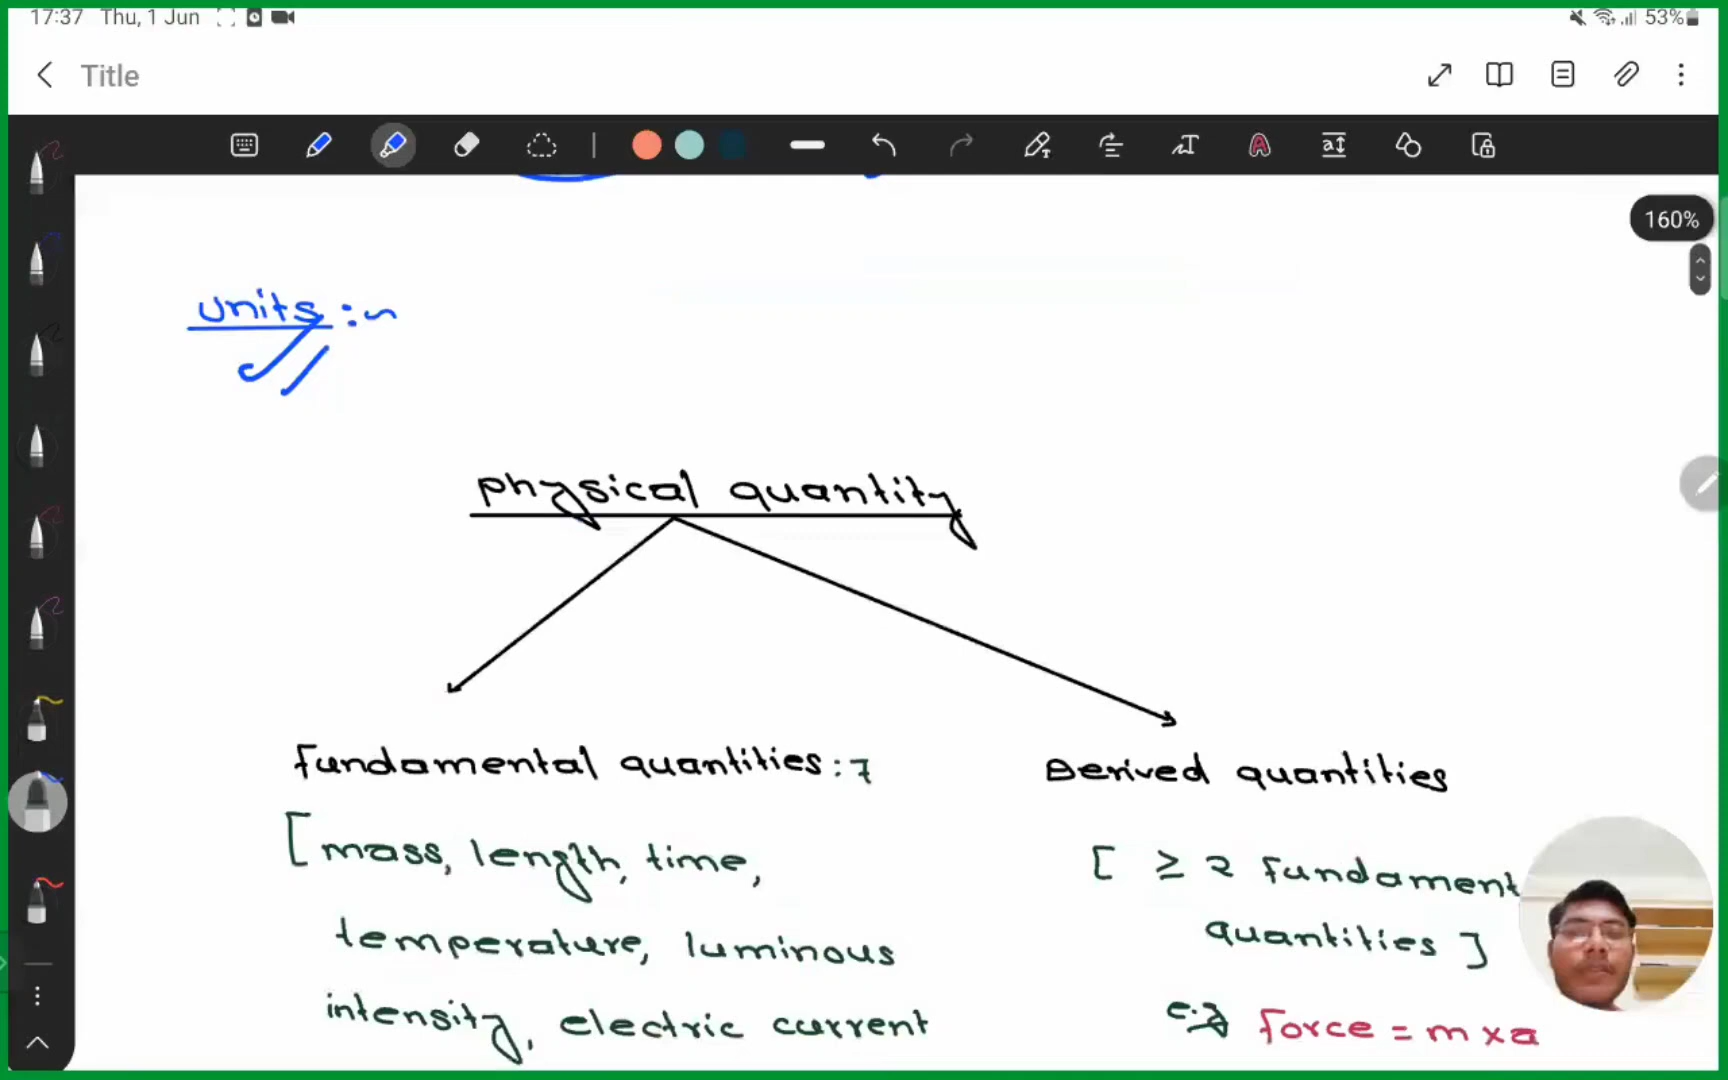 17:37 Thu, 1 Jun
53%
Title
160%
units :~
physical quantity
Fundamental quantities : 7
[mass, length, time,
temperature, luminous
intensity, electric current
Derived quantities
[ ≥ 2 fundament
quantities ]
e.g
Force = m x a